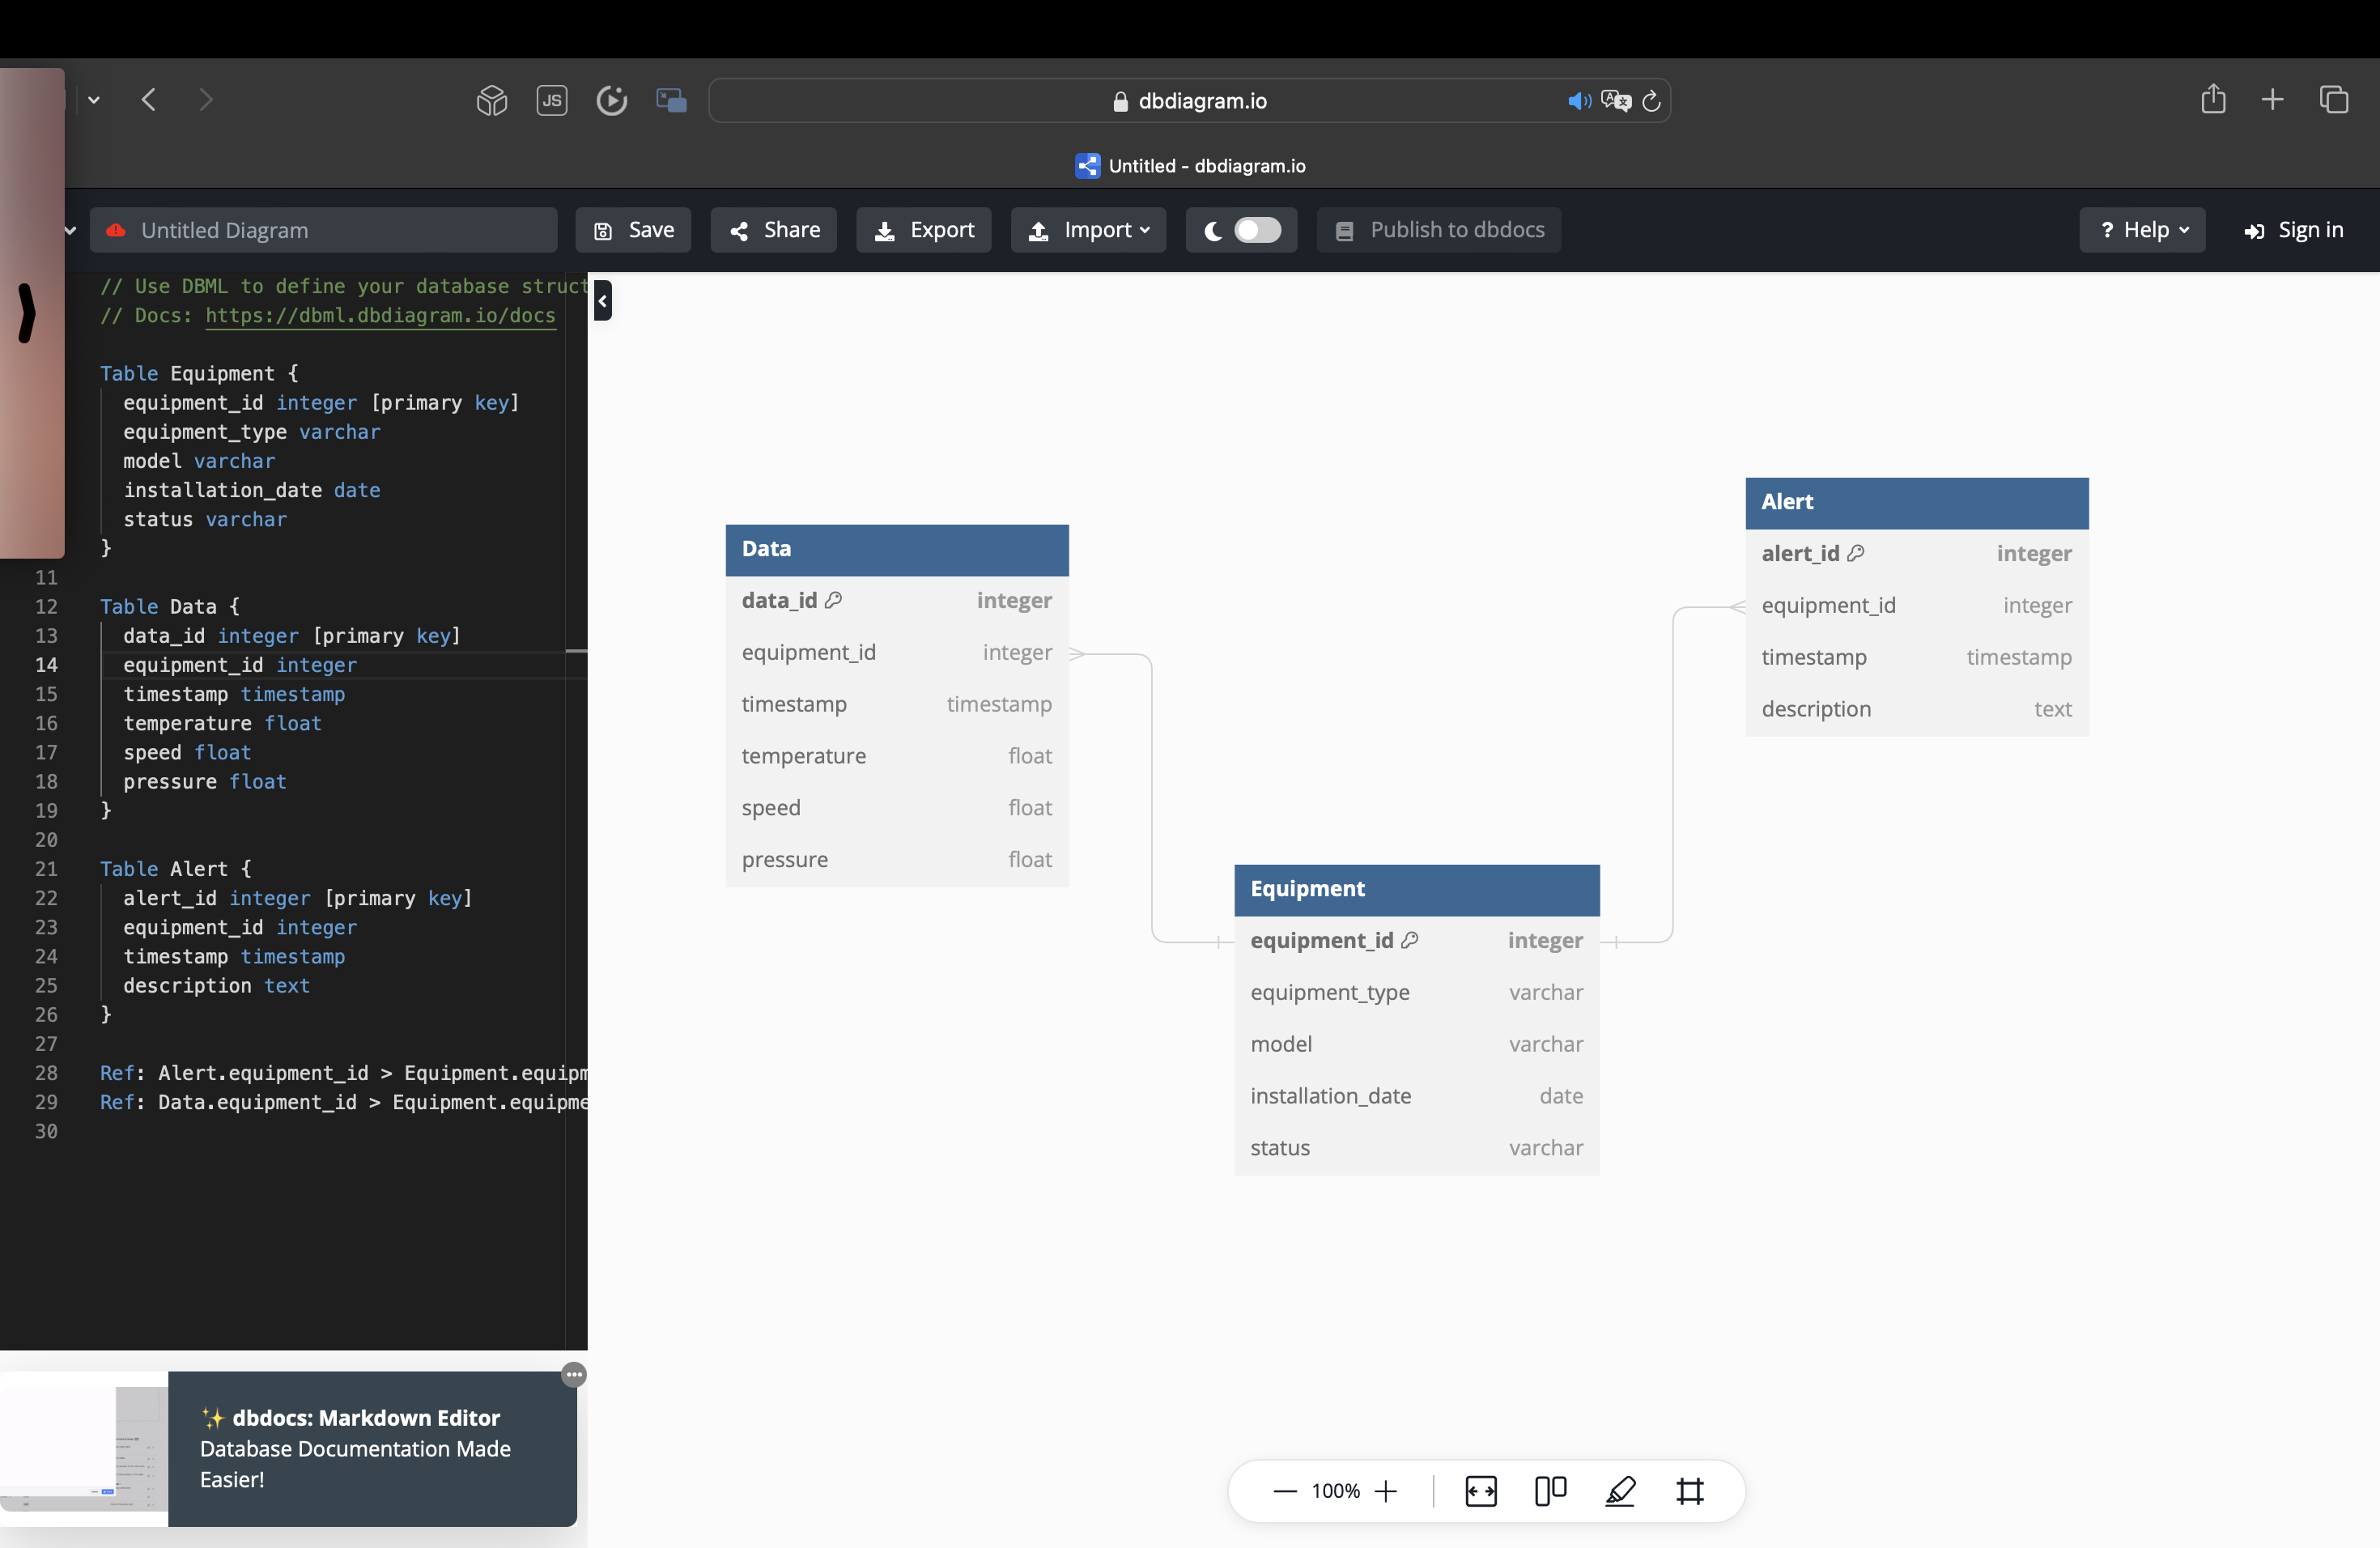 JS
dbdiagram.io
Untitled - dbdiagram.io
Untitled Diagram
Save
Share
Export
Import
Publish to dbdocs
? Help
Sign in
// Use DBML to define your database struct
// Docs: https://dbml.dbdiagram.io/docs
Table Equipment {
equipment_id integer [primary key]
equipment_type varchar
model varchar
installation_date date
status varchar
}
11
12 Table Data {
13 data_id integer [primary key]
14 equipment_id integer
15 timestamp timestamp
16 temperature float
17 speed float
18 pressure float
19 }
20
21 Table Alert {
22 alert_id integer [primary key]
23 equipment_id integer
24 timestamp timestamp
25 description text
26 }
27
28 Ref: Alert.equipment_id > Equipment.equipm
29 Ref: Data.equipment_id > Equipment.equipme
30
Data
data_id integer
equipment_id integer
timestamp timestamp
temperature float
speed float
pressure float
Alert
alert_id integer
equipment_id integer
timestamp timestamp
description text
Equipment
equipment_id integer
equipment_type varchar
model varchar
installation_date date
status varchar
✨ dbdocs: Markdown Editor
Database Documentation Made
Easier!
100%